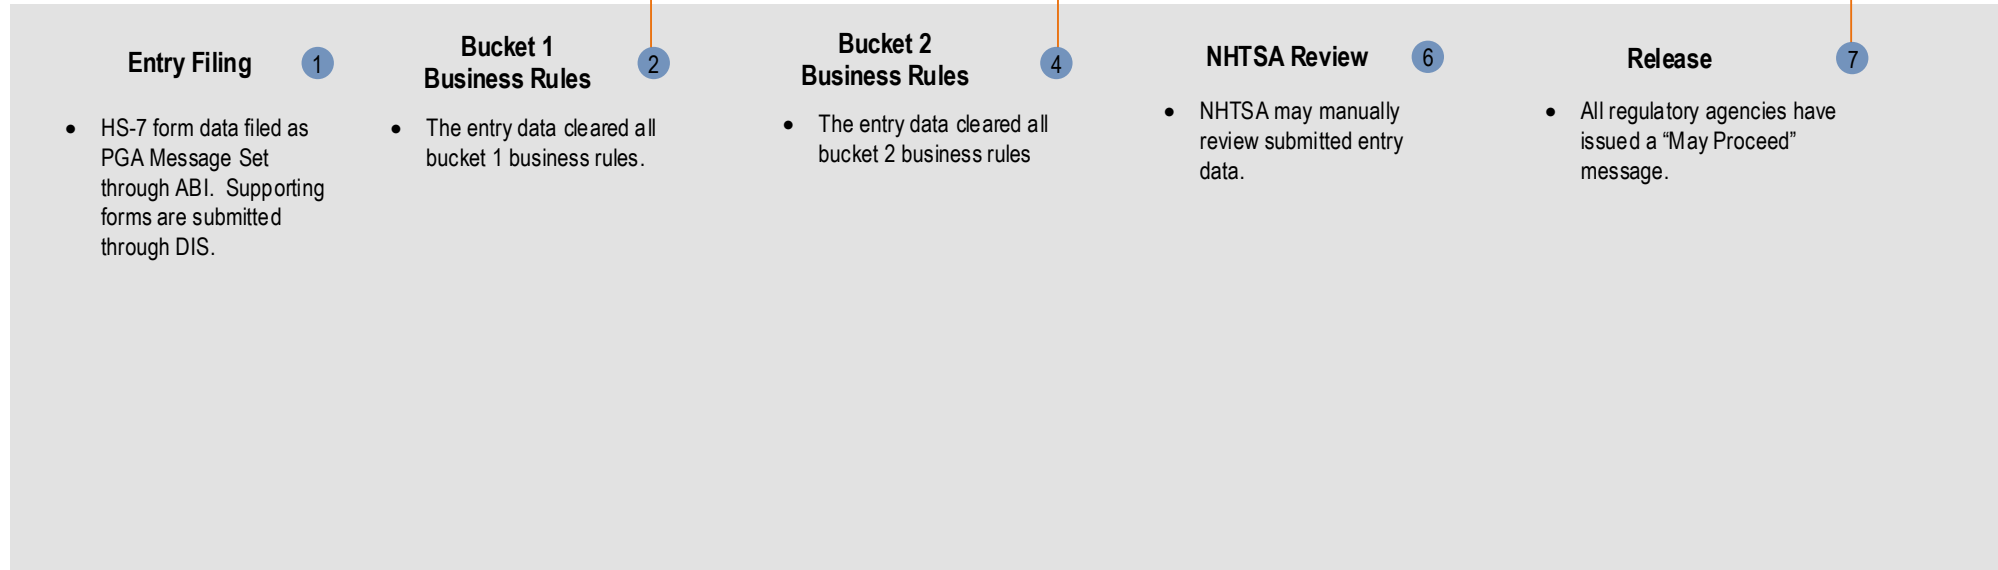 Entry Filing 1
• HS-7 form data filed as
PGA Message Set
through ABI. Supporting
forms are submitted
through DIS.
Bucket 1
Business Rules 2
• The entry data cleared all
bucket 1 business rules.
Bucket 2
Business Rules 4
• The entry data cleared all
bucket 2 business rules
NHTSA Review 6
• NHTSA may manually
review submitted entry
data.
Release 7
• All regulatory agencies have
issued a “May Proceed”
message.